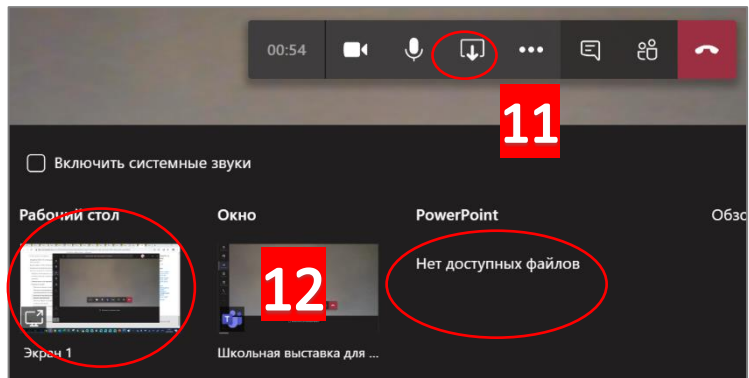 00:54
11
Включить системные звуки
Рабочий стол
Окно
PowerPoint
Обзо
Нет доступных файлов
12
Экран 1
Школьная выставка для ...